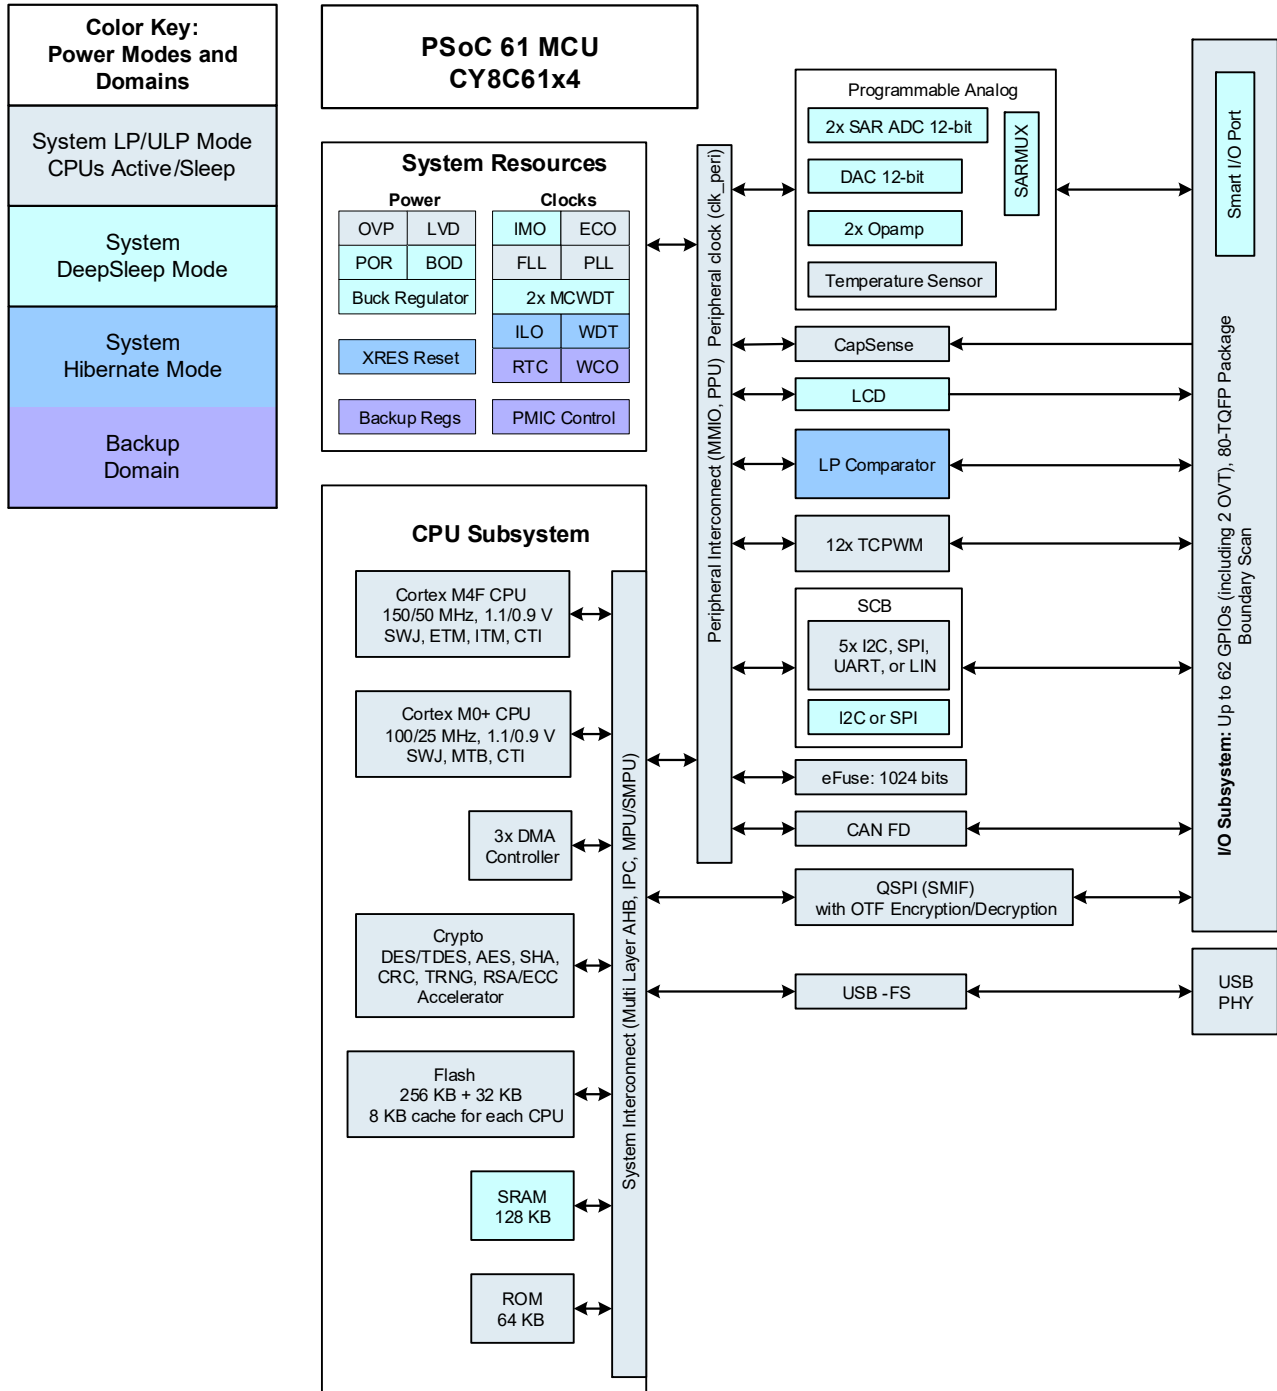 Color Key:
Power Modes and
Domains
System LP/ULP Mode
CPUs Active/Sleep
System
DeepSleep Mode
System
Hibernate Mode
Backup
Domain
PSoC 61 MCU
CY8C61x4
System Resources
Power
OVP LVD
POR BOD
Buck Regulator
XRES Reset
Backup Regs
Clocks
IMO ECO
FLL PLL
2x MCWDT
ILO WDT
RTC WCO
PMIC Control
CPU Subsystem
Cortex M4F CPU
150/50 MHz, 1.1/0.9 V
SWJ, ETM, ITM, CTI
Cortex M0+ CPU
100/25 MHz, 1.1/0.9 V
SWJ, MTB, CTI
3x DMA
Controller
Crypto
DES/TDES, AES, SHA,
CRC, TRNG, RSA/ECC
Accelerator
Flash
256 KB + 32 KB
8 KB cache for each CPU
SRAM
128 KB
ROM
64 KB
System Interconnect (Multi Layer AHB, IPC, MPU/SMPU)
Peripheral Interconnect (MMIO, PPU) Peripheral clock (clk_peri)
Programmable Analog
2x SAR ADC 12-bit
DAC 12-bit
2x Opamp
Temperature Sensor
SARMUX
CapSense
LCD
LP Comparator
12x TCPWM
SCB
5x I2C, SPI,
UART, or LIN
I2C or SPI
eFuse: 1024 bits
CAN FD
QSPI (SMIF)
with OTF Encryption/Decryption
USB -FS
Smart I/O Port
I/O Subsystem: Up to 62 GPIOs (including 2 OVT), 80-TQFP Package
Boundary Scan
USB
PHY